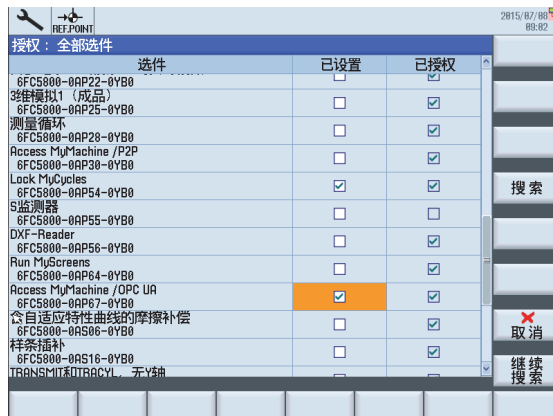 REF.POINT
2015/07/08
09:02
授权： 全部选件
选件 已设置 已授权
6FC5800-0AP22-0YB0
3维模拟1（成品）
6FC5800-0AP25-0YB0
测量循环
6FC5800-0AP28-0YB0
Access MyMachine /P2P
6FC5800-0AP30-0YB0
Lock MyCycles
6FC5800-0AP54-0YB0
S监测器
6FC5800-0AP55-0YB0
DXF-Reader
6FC5800-0AP56-0YB0
Run MyScreens
6FC5800-0AP64-0YB0
Access MyMachine /OPC UA
6FC5800-0AP67-0YB0
含自适应特性曲线的摩擦补偿
6FC5800-0AS06-0YB0
样条插补
6FC5800-0AS16-0YB0
TRANSMIT和TRACYL，无Y轴
搜索
取消
继续
搜索